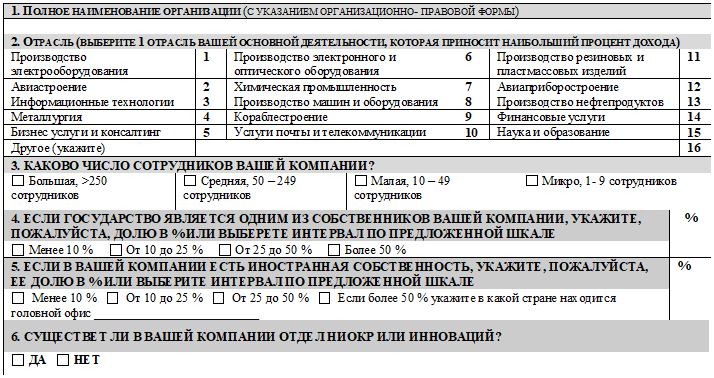 1. ПОЛНОЕ НАИМЕНОВАНИЕ ОРГАНИЗАЦИИ (С УКАЗАНИЕМ ОРГАНИЗАЦИОННО- ПРАВОВОЙ ФОРМЫ)
2. ОТРАСЛЬ (ВЫБЕРИТЕ 1 ОТРАСЛЬ ВАШЕЙ ОСНОВНОЙ ДЕЯТЕЛЬНОСТИ, КОТОРАЯ ПРИНОСИТ НАИБОЛЬШИЙ ПРОЦЕНТ ДОХОДА)
Производство 1 Производство электронного и 6 Производство резиновых и 11
электрооборудования оптического оборудования пластмассовых изделий
Авиастроение 2 Химическая промышленность 7 Авиаприборостроение 12
Информационные технологии 3 Производство машин и оборудования 8 Производство нефтепродуктов 13
Металлургия 4 Кораблестроение 9 Финансовые услуги 14
Бизнес услуги и консалтинг 5 Услуги почты и телекоммуникации 10 Наука и образование 15
Другое (укажите) 16
3. КАКОВО ЧИСЛО СОТРУДНИКОВ ВАШЕЙ КОМПАНИИ?
☐ Большая, >250 ☐ Средняя, 50 – 249 ☐ Малая, 10 – 49 ☐ Микро, 1- 9 сотрудников
сотрудников сотрудников сотрудников
4. ЕСЛИ ГОСУДАРСТВО ЯВЛЯЕТСЯ ОДНИМ ИЗ СОБСТВЕННИКОВ ВАШЕЙ КОМПАНИИ, УКАЖИТЕ, %
ПОЖАЛУЙСТА, ДОЛЮ В % ИЛИ ВЫБЕРИТЕ ИНТЕРВАЛ ПО ПРЕДЛОЖЕННОЙ ШКАЛЕ
☐ Менее 10 % ☐ От 10 до 25 % ☐ От 25 до 50 % ☐ Более 50 %
5. ЕСЛИ В ВАШЕЙ КОМПАНИИ ЕСТЬ ИНОСТРАННАЯ СОБСТВЕННОСТЬ, УКАЖИТЕ, ПОЖАЛУЙСТА, %
ЕЕ ДОЛЮ В % ИЛИ ВЫБЕРИТЕ ИНТЕРВАЛ ПО ПРЕДЛОЖЕННОЙ ШКАЛЕ
☐ Менее 10 % ☐ От 10 до 25 % ☐ От 25 до 50 % ☐ Если более 50 % укажите в какой стране находится
головной офис ____________________
6. СУЩЕСТВЕТ ЛИ В ВАШЕЙ КОМПАНИИ ОТДЕЛ НИОКР ИЛИ ИННОВАЦИЙ?
☐ ДА ☐ НЕТ